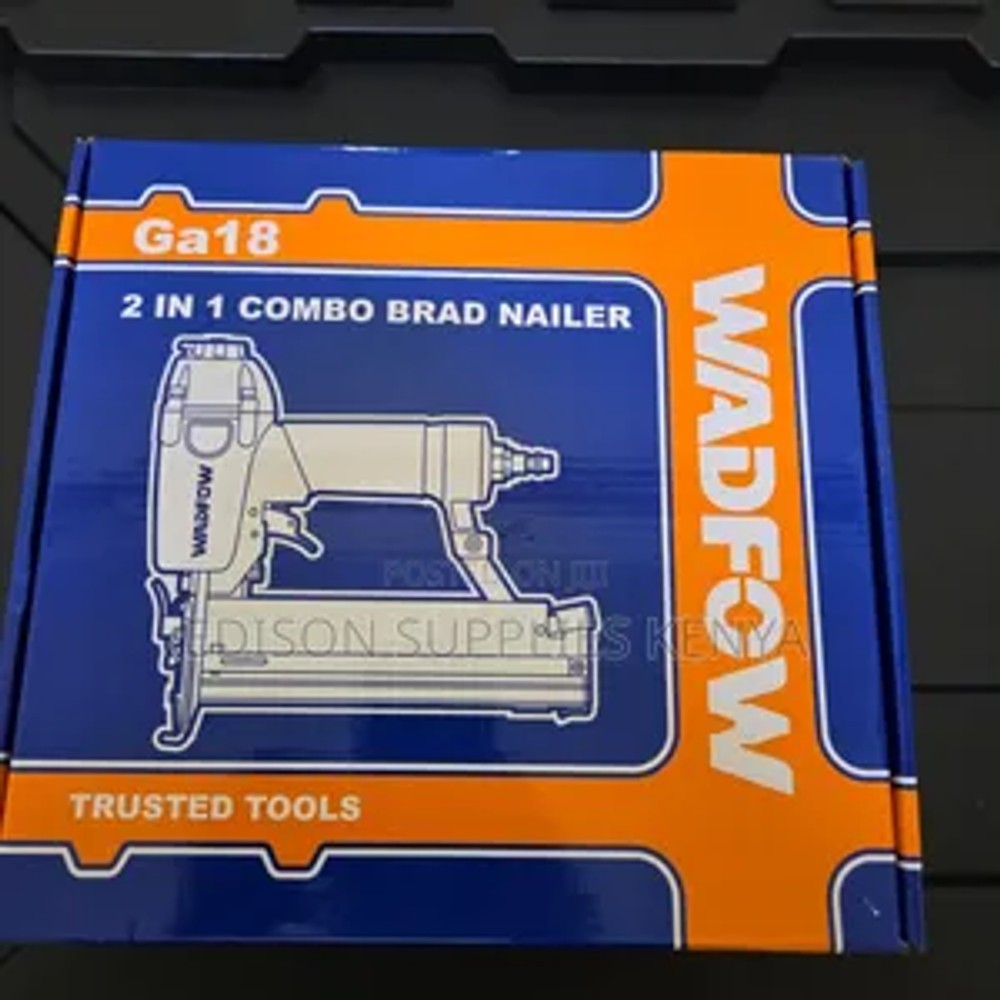 Ga18
2 IN 1 COMBO BRAD NAILER
WADFOW
WADFOW
EDISON SUPPLIES KENYA
TRUSTED TOOLS